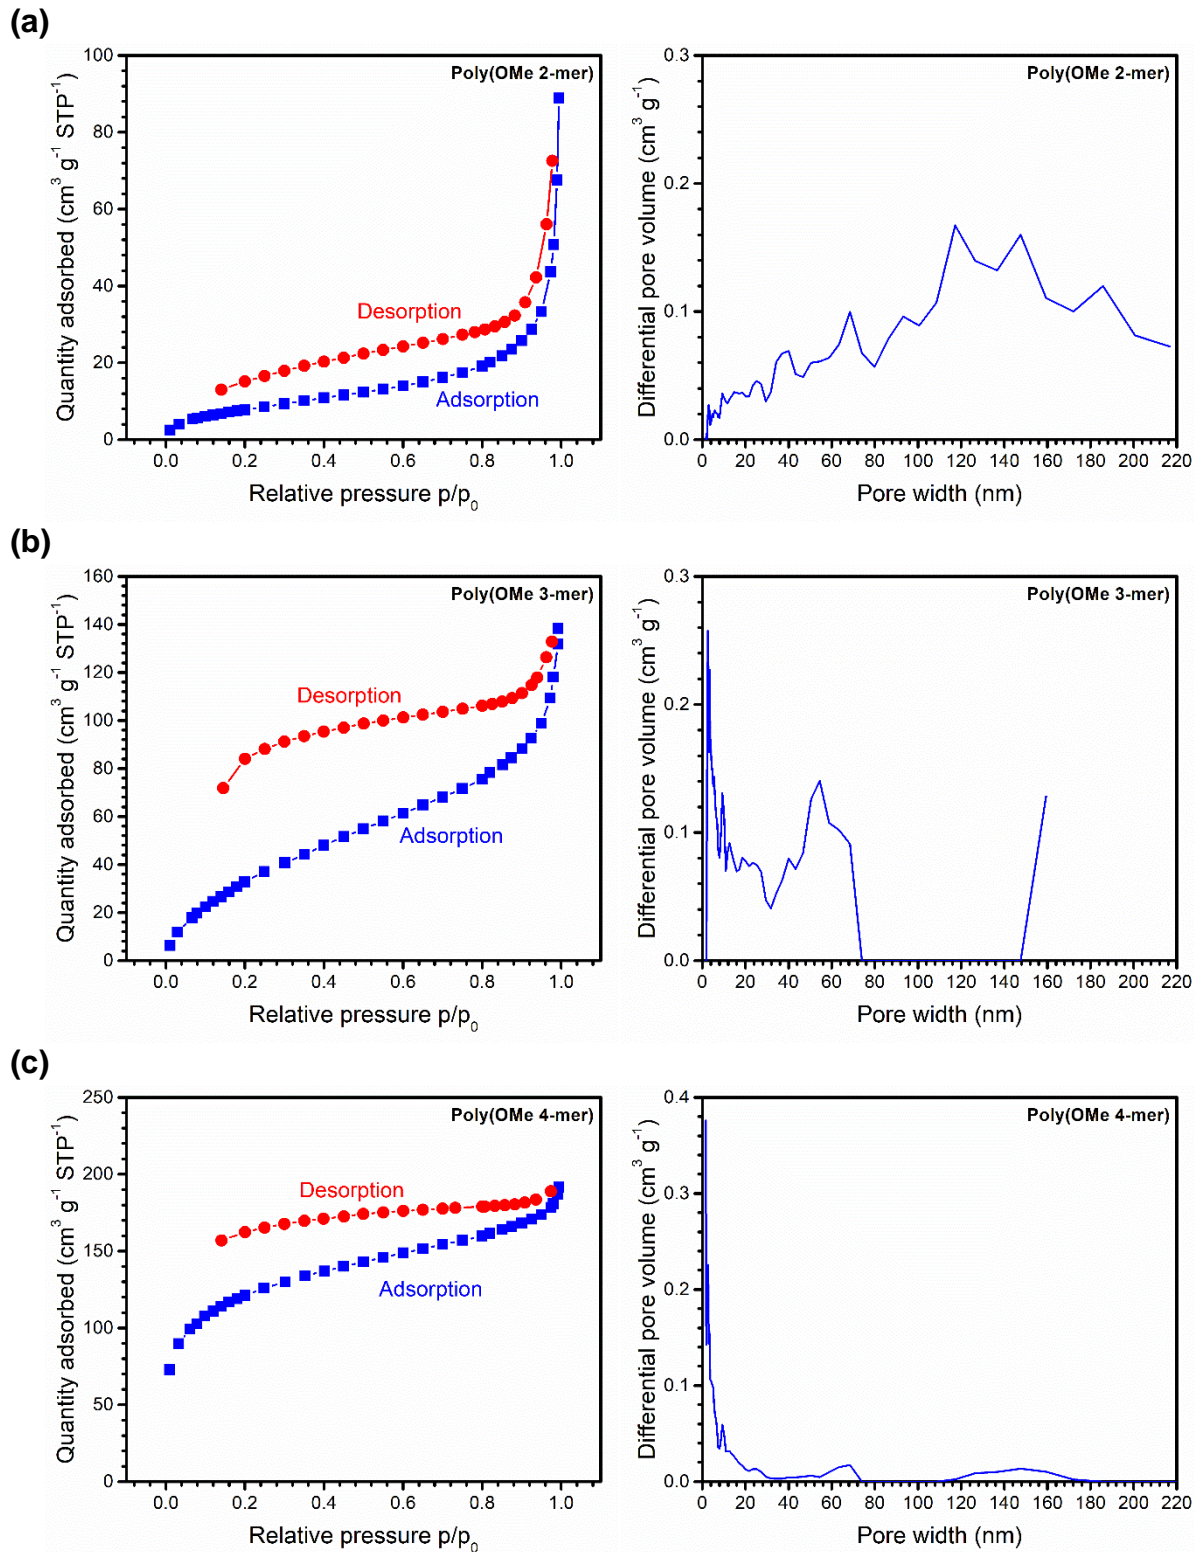 (a)
Poly(OMe 2-mer)
Quantity adsorbed (cm³ g⁻¹ STP⁻¹)
100
80
60
40
20
0
Desorption
Adsorption
0.0 0.2 0.4 0.6 0.8 1.0
Relative pressure p/p₀
Poly(OMe 2-mer)
Differential pore volume (cm³ g⁻¹)
0.3
0.2
0.1
0.0
0 20 40 60 80 100 120 140 160 180 200 220
Pore width (nm)
(b)
Poly(OMe 3-mer)
Quantity adsorbed (cm³ g⁻¹ STP⁻¹)
160
140
120
100
80
60
40
20
0
Desorption
Adsorption
0.0 0.2 0.4 0.6 0.8 1.0
Relative pressure p/p₀
Poly(OMe 3-mer)
Differential pore volume (cm³ g⁻¹)
0.3
0.2
0.1
0.0
0 20 40 60 80 100 120 140 160 180 200 220
Pore width (nm)
(c)
Poly(OMe 4-mer)
Quantity adsorbed (cm³ g⁻¹ STP⁻¹)
250
200
150
100
50
0
Desorption
Adsorption
0.0 0.2 0.4 0.6 0.8 1.0
Relative pressure p/p₀
Poly(OMe 4-mer)
Differential pore volume (cm³ g⁻¹)
0.4
0.3
0.2
0.1
0.0
0 20 40 60 80 100 120 140 160 180 200 220
Pore width (nm)